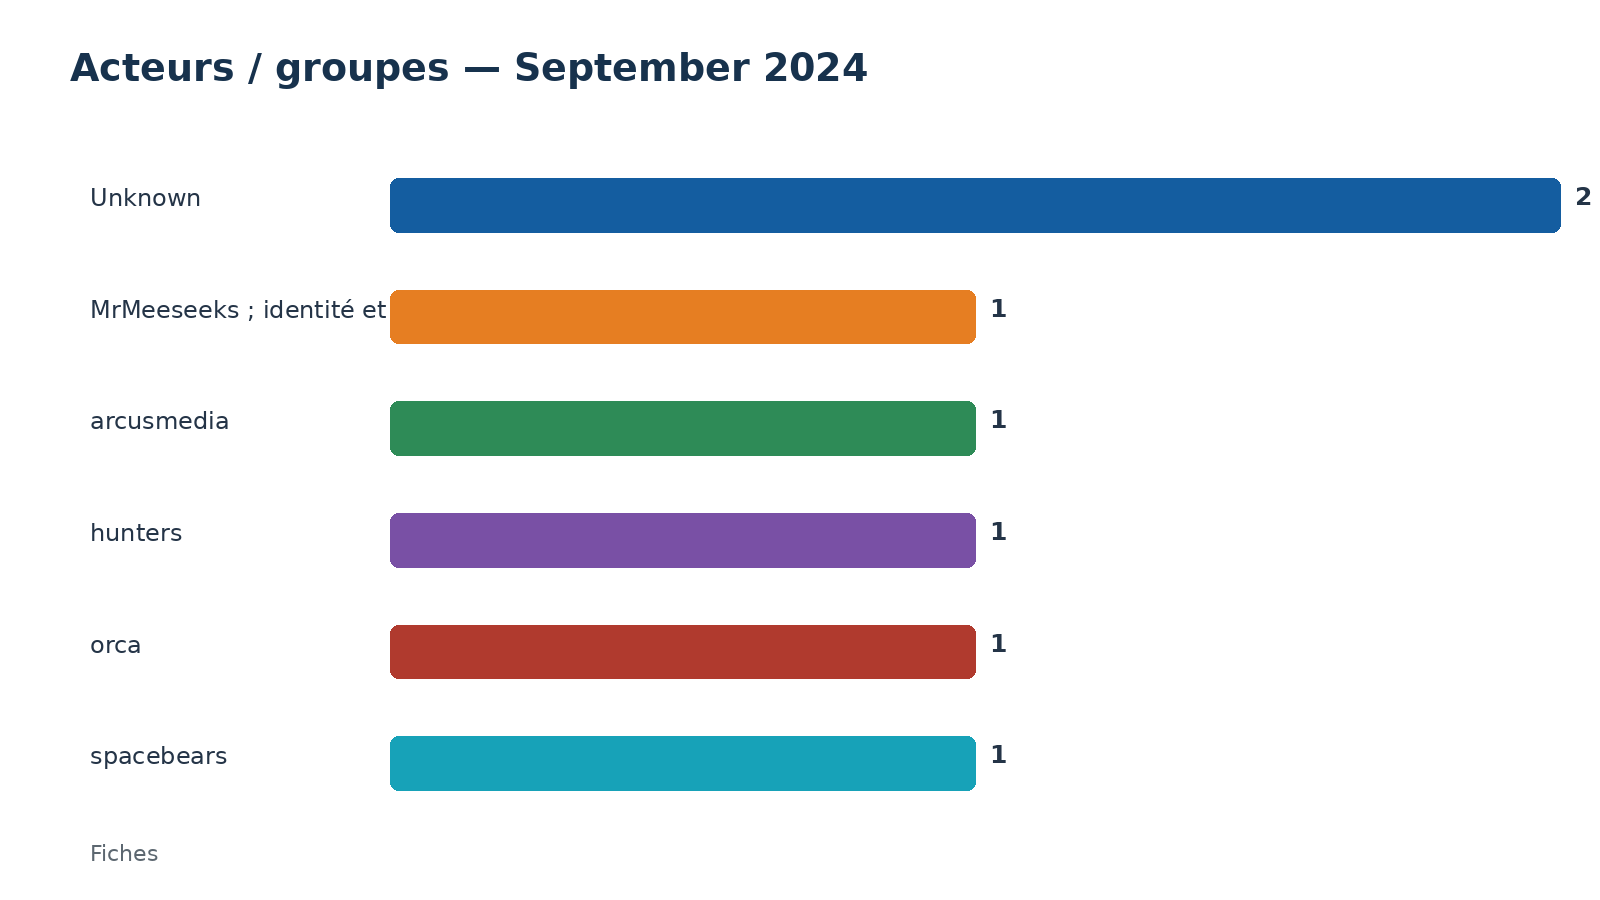 Acteurs / groupes — September 2024
Unknown 2
MrMeeseeks ; identité et 1
arcusmedia 1
hunters 1
orca 1
spacebears 1
Fiches